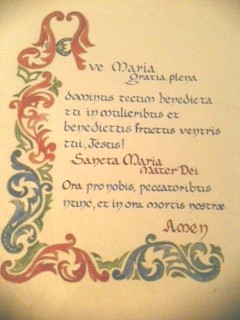 Ave Maria
gratia plena
dominus tecum benedicta
tu in mulieribus et
benedictus fructus ventris
tui, Jesus!
Sancta Maria
Mater Dei
Ora pro nobis, peccatoribus
nunc, et in ora mortis nostræ
Amen